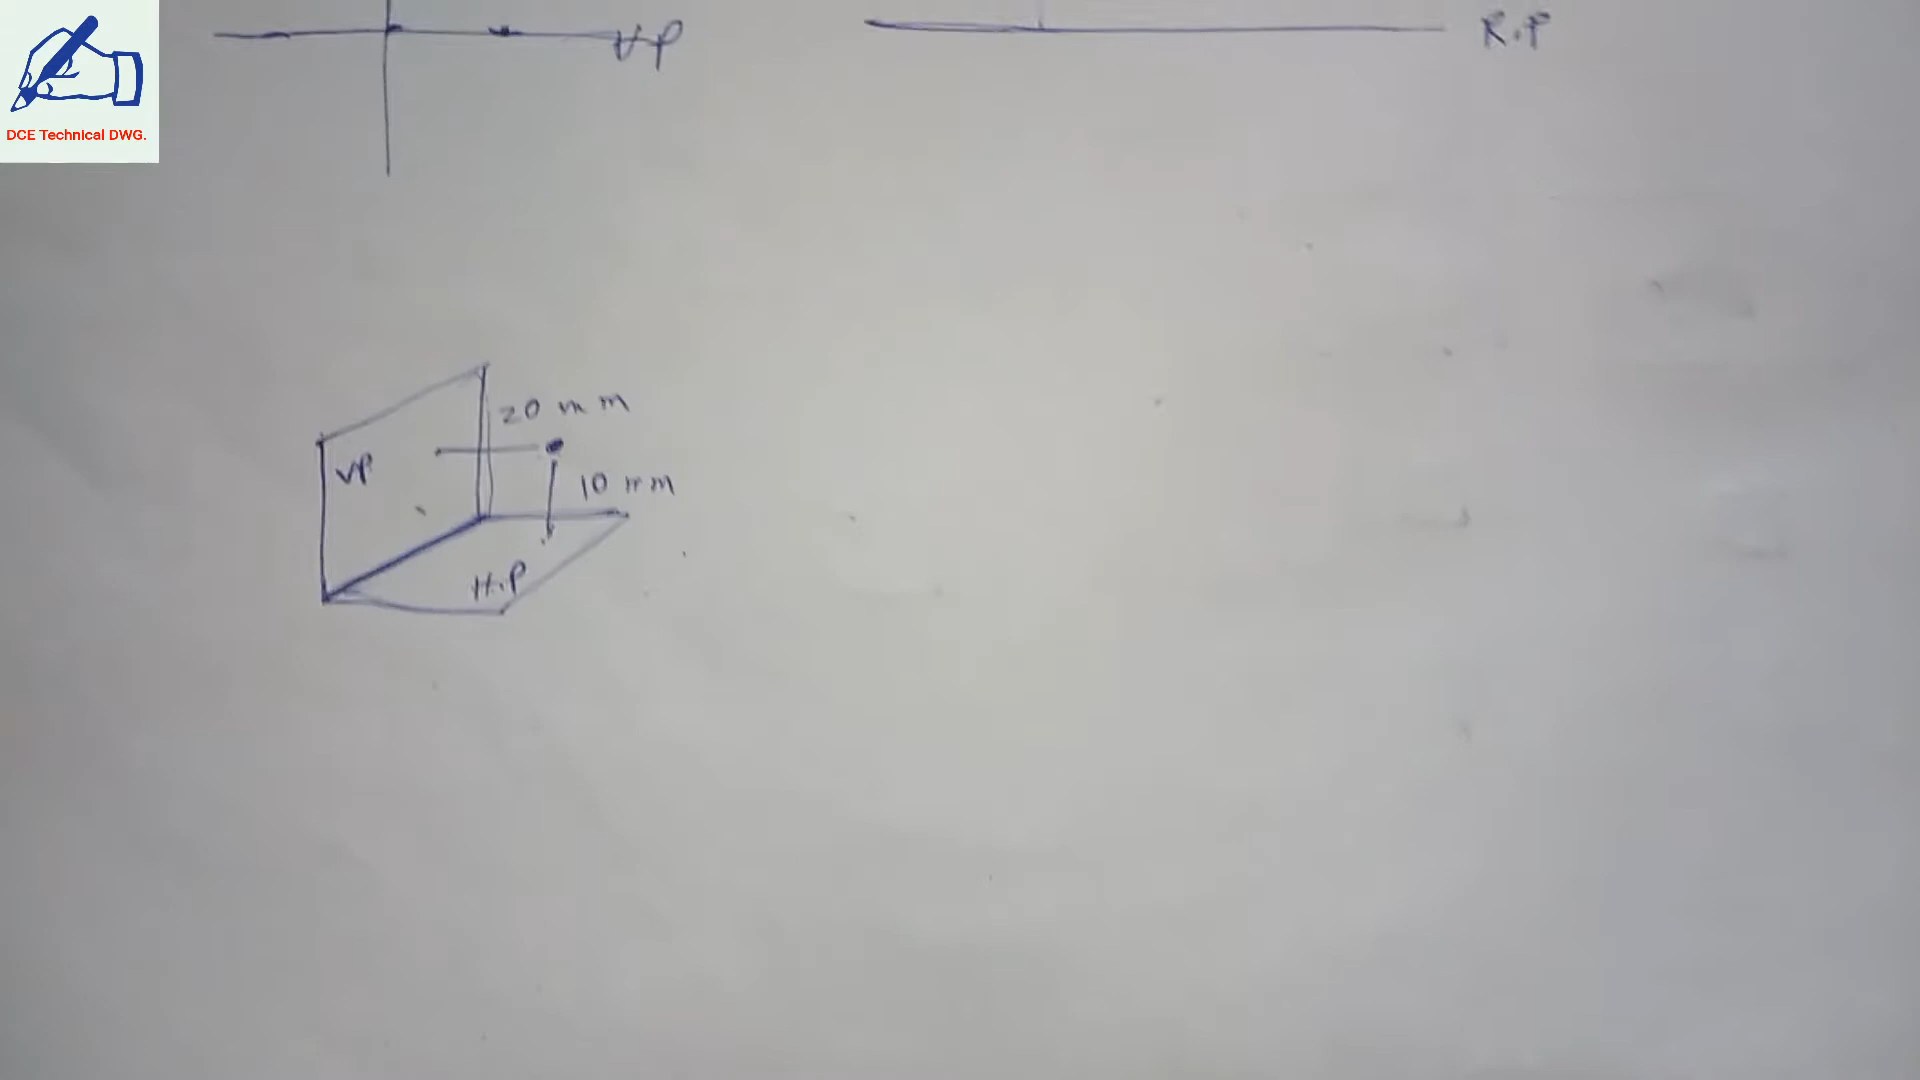 VP
R.P
DCE Technical DWG.
20 mm
VP
10 mm
H.P